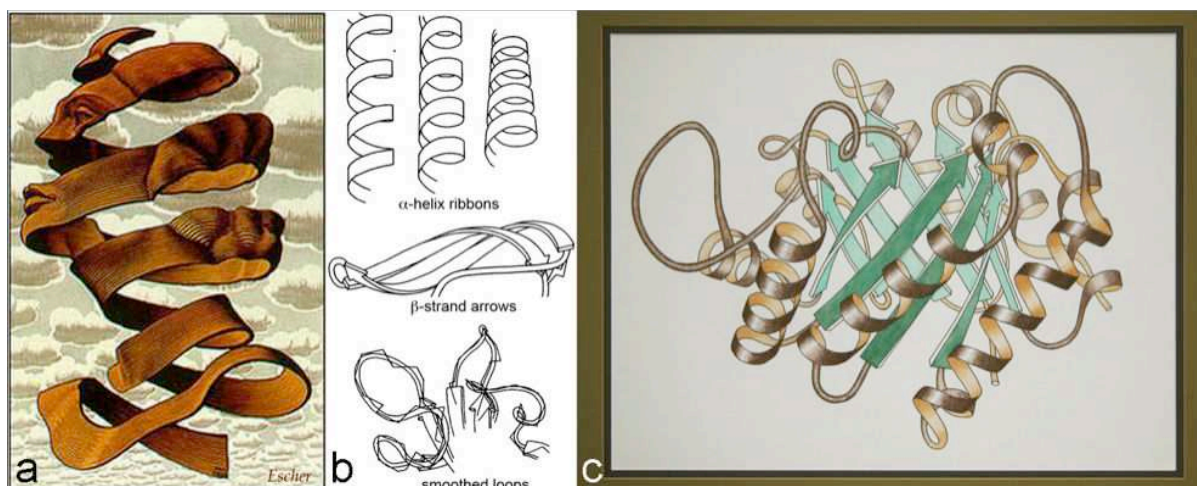 a
Escher
α-helix ribbons
β-strand arrows
smoothed loops
b
c